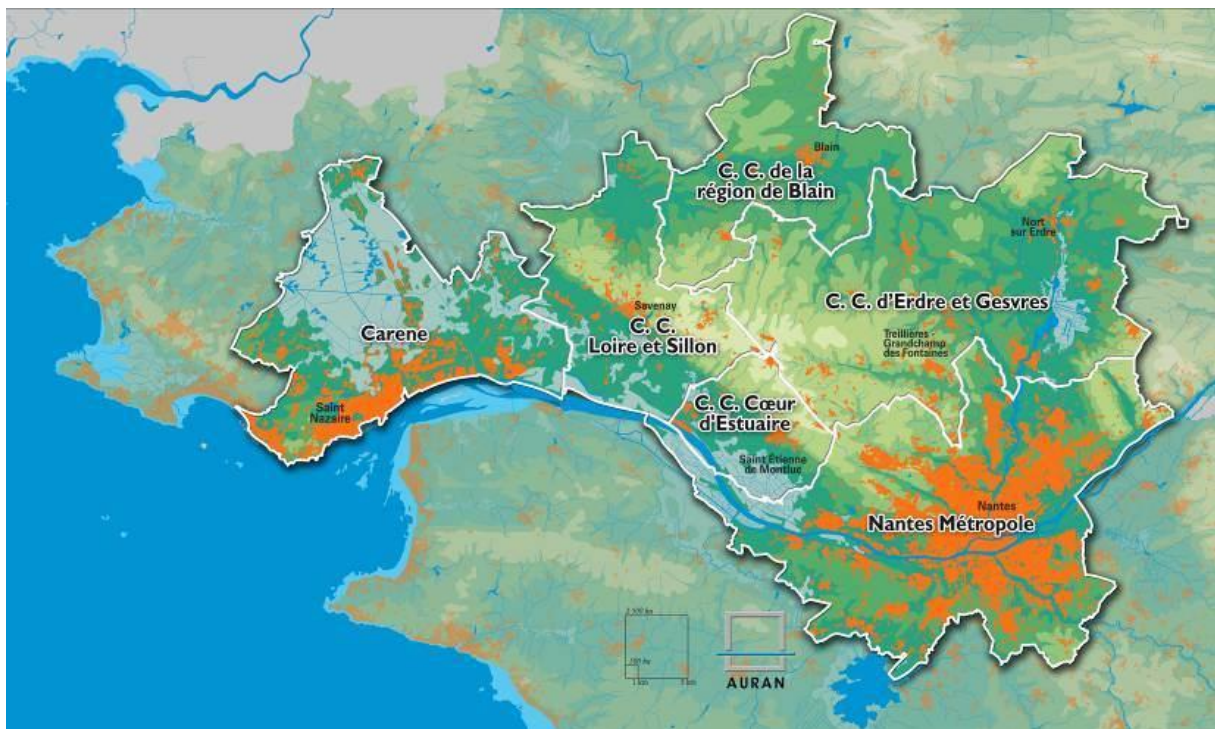 Blain
C. C. de la
région de Blain
Nort
sur Erdre
C. C. d'Erdre et Gesvres
Savenay
C. C.
Loire et Sillon
Carene
Treillières -
Grandchamp
des Fontaines
C. C. Cœur
d'Estuaire
Saint
Nazaire
Saint Étienne
de Montluc
Nantes
Nantes Métropole
AURAN